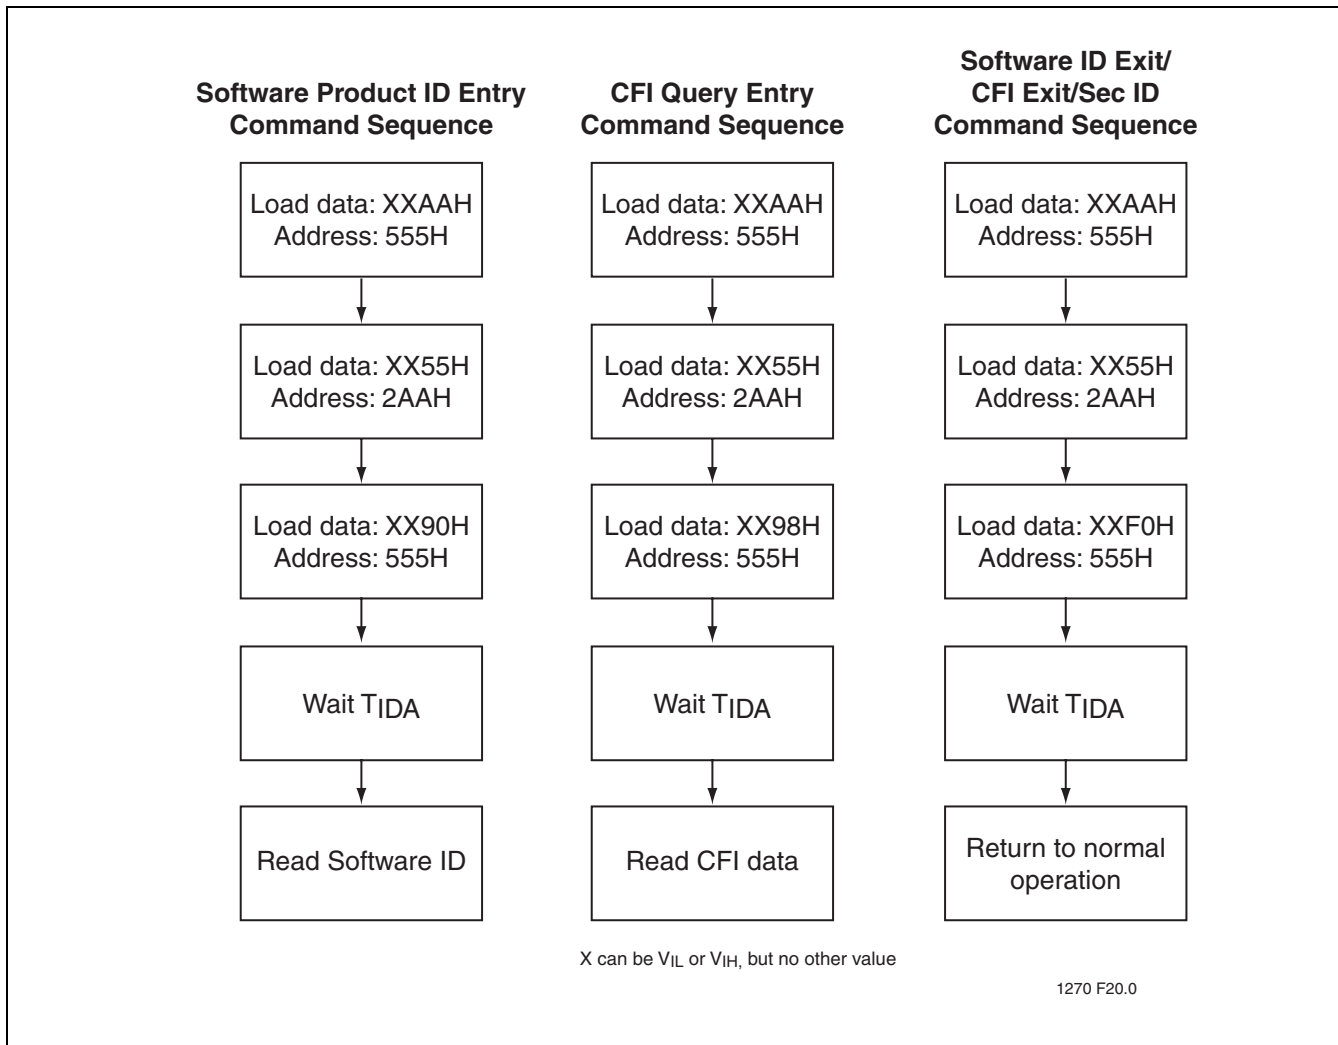 Software Product ID Entry
Command Sequence
Load data: XXAAH
Address: 555H
Load data: XX55H
Address: 2AAH
Load data: XX90H
Address: 555H
Wait TIDA
Read Software ID
CFI Query Entry
Command Sequence
Load data: XXAAH
Address: 555H
Load data: XX55H
Address: 2AAH
Load data: XX98H
Address: 555H
Wait TIDA
Read CFI data
Software ID Exit/
CFI Exit/Sec ID
Command Sequence
Load data: XXAAH
Address: 555H
Load data: XX55H
Address: 2AAH
Load data: XXF0H
Address: 555H
Wait TIDA
Return to normal
operation
X can be VIL or VIH, but no other value
1270 F20.0